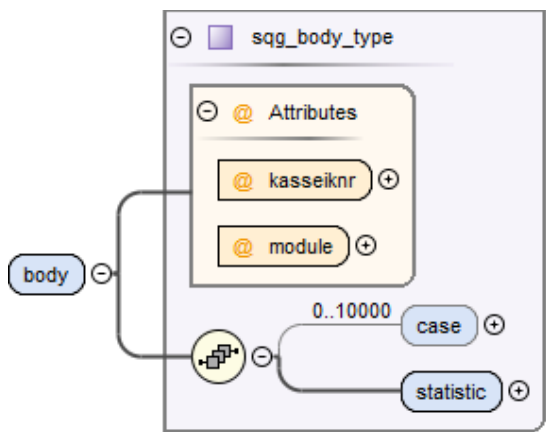 sqg_body_type
@ Attributes
@ kasseiknr
@ module
body
0..10000
case
statistic